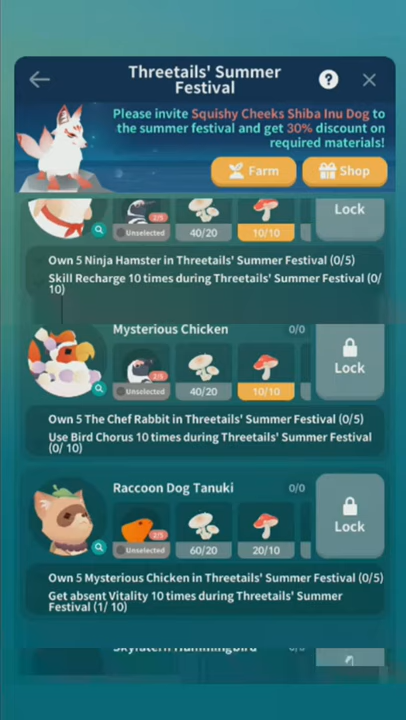 Threetails' Summer
Festival
?
Please invite Squishy Cheeks Shiba Inu Dog to
the summer festival and get 30% discount on
required materials!
Farm
Shop
2/5
Unselected
40/20
10/10
Lock
Own 5 Ninja Hamster in Threetails' Summer Festival (0/5)
Skill Recharge 10 times during Threetails' Summer Festival (0/
10)
Mysterious Chicken
0/0
2/5
Unselected
40/20
10/10
Lock
Own 5 The Chef Rabbit in Threetails' Summer Festival (0/5)
Use Bird Chorus 10 times during Threetails' Summer Festival
(0/ 10)
Raccoon Dog Tanuki
0/0
2/5
Unselected
60/20
20/10
Lock
Own 5 Mysterious Chicken in Threetails' Summer Festival (0/5)
Get absent Vitality 10 times during Threetails' Summer
Festival (1/ 10)
Hummingbird
0/0